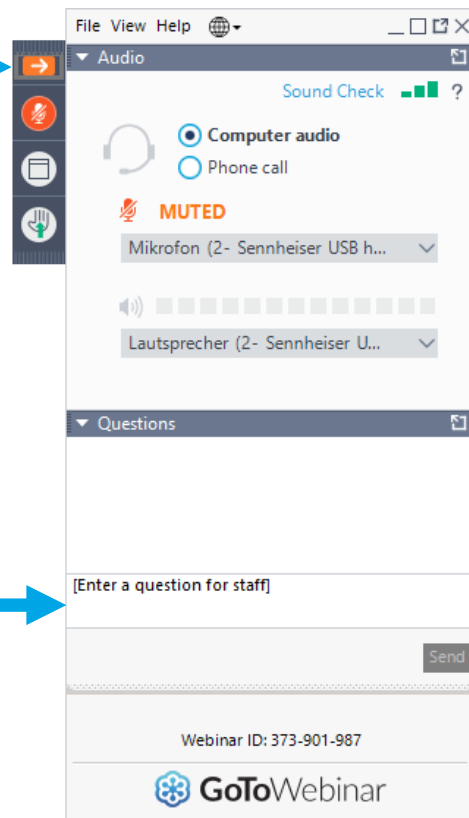 File View Help
Audio
Sound Check ?
Computer audio
Phone call
MUTED
Mikrofon (2- Sennheiser USB h...
Lautsprecher (2- Sennheiser U...
Questions
[Enter a question for staff]
Send
Webinar ID: 373-901-987
GoToWebinar